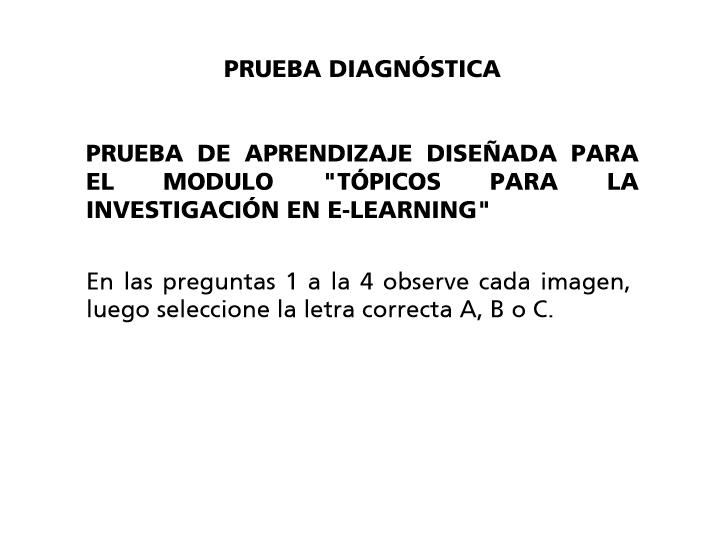 PRUEBA DIAGNÓSTICA
PRUEBA DE APRENDIZAJE DISEÑADA PARA
EL MODULO "TÓPICOS PARA LA
INVESTIGACIÓN EN E-LEARNING"
En las preguntas 1 a la 4 observe cada imagen,
luego seleccione la letra correcta A, B o C.